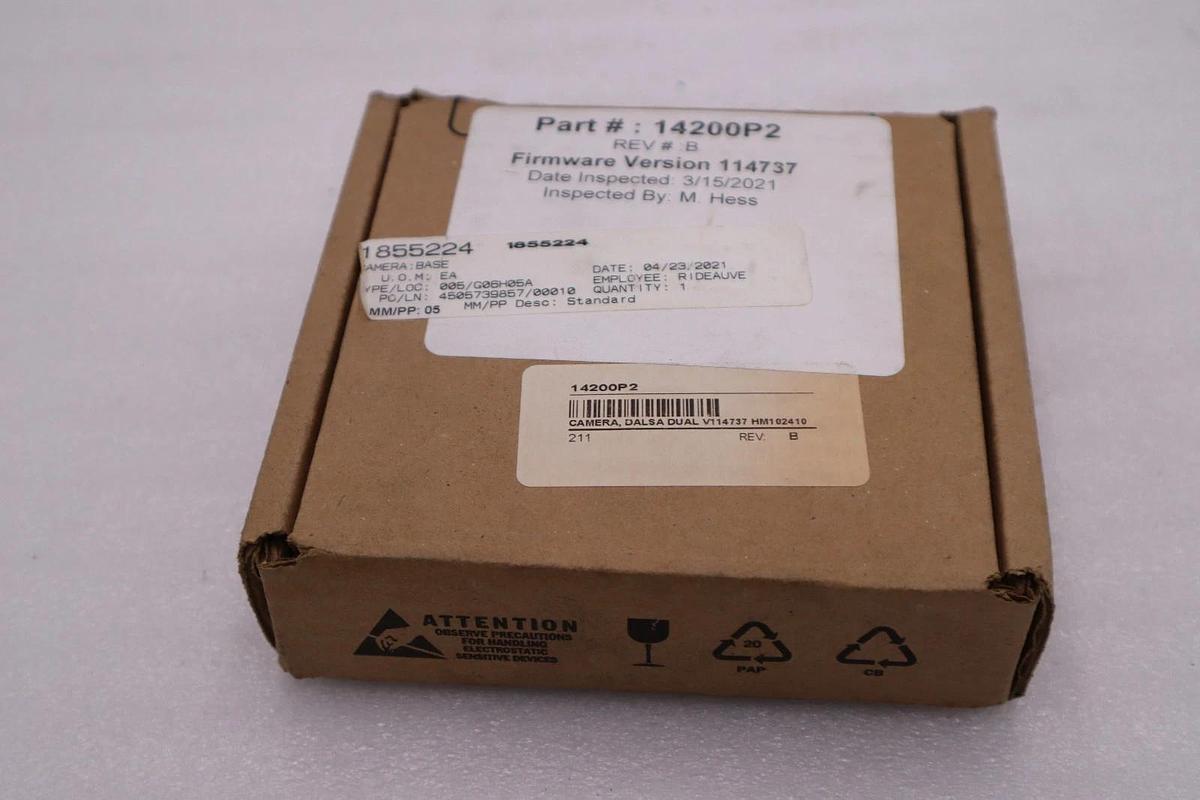 Part # : 14200P2
REV # :B
Firmware Version 114737
Date Inspected: 3/15/2021
Inspected By: M. Hess
1855224 1855224
AMERA:BASE
DATE: 04/23/2021
U.O.M: EA
EMPLOYEE: RIDEAUVE
YPE/LOC: 005/G06H05A
QUANTITY: 1
PO/LN: 4505739857/00010
MM/PP: 05 MM/PP Desc: Standard
14200P2
CAMERA, DALSA DUAL V114737 HM102410
211 REV: B
ATTENTION
OBSERVE PRECAUTIONS
FOR HANDLING
ELECTROSTATIC
SENSITIVE DEVICES
20
PAP
CB